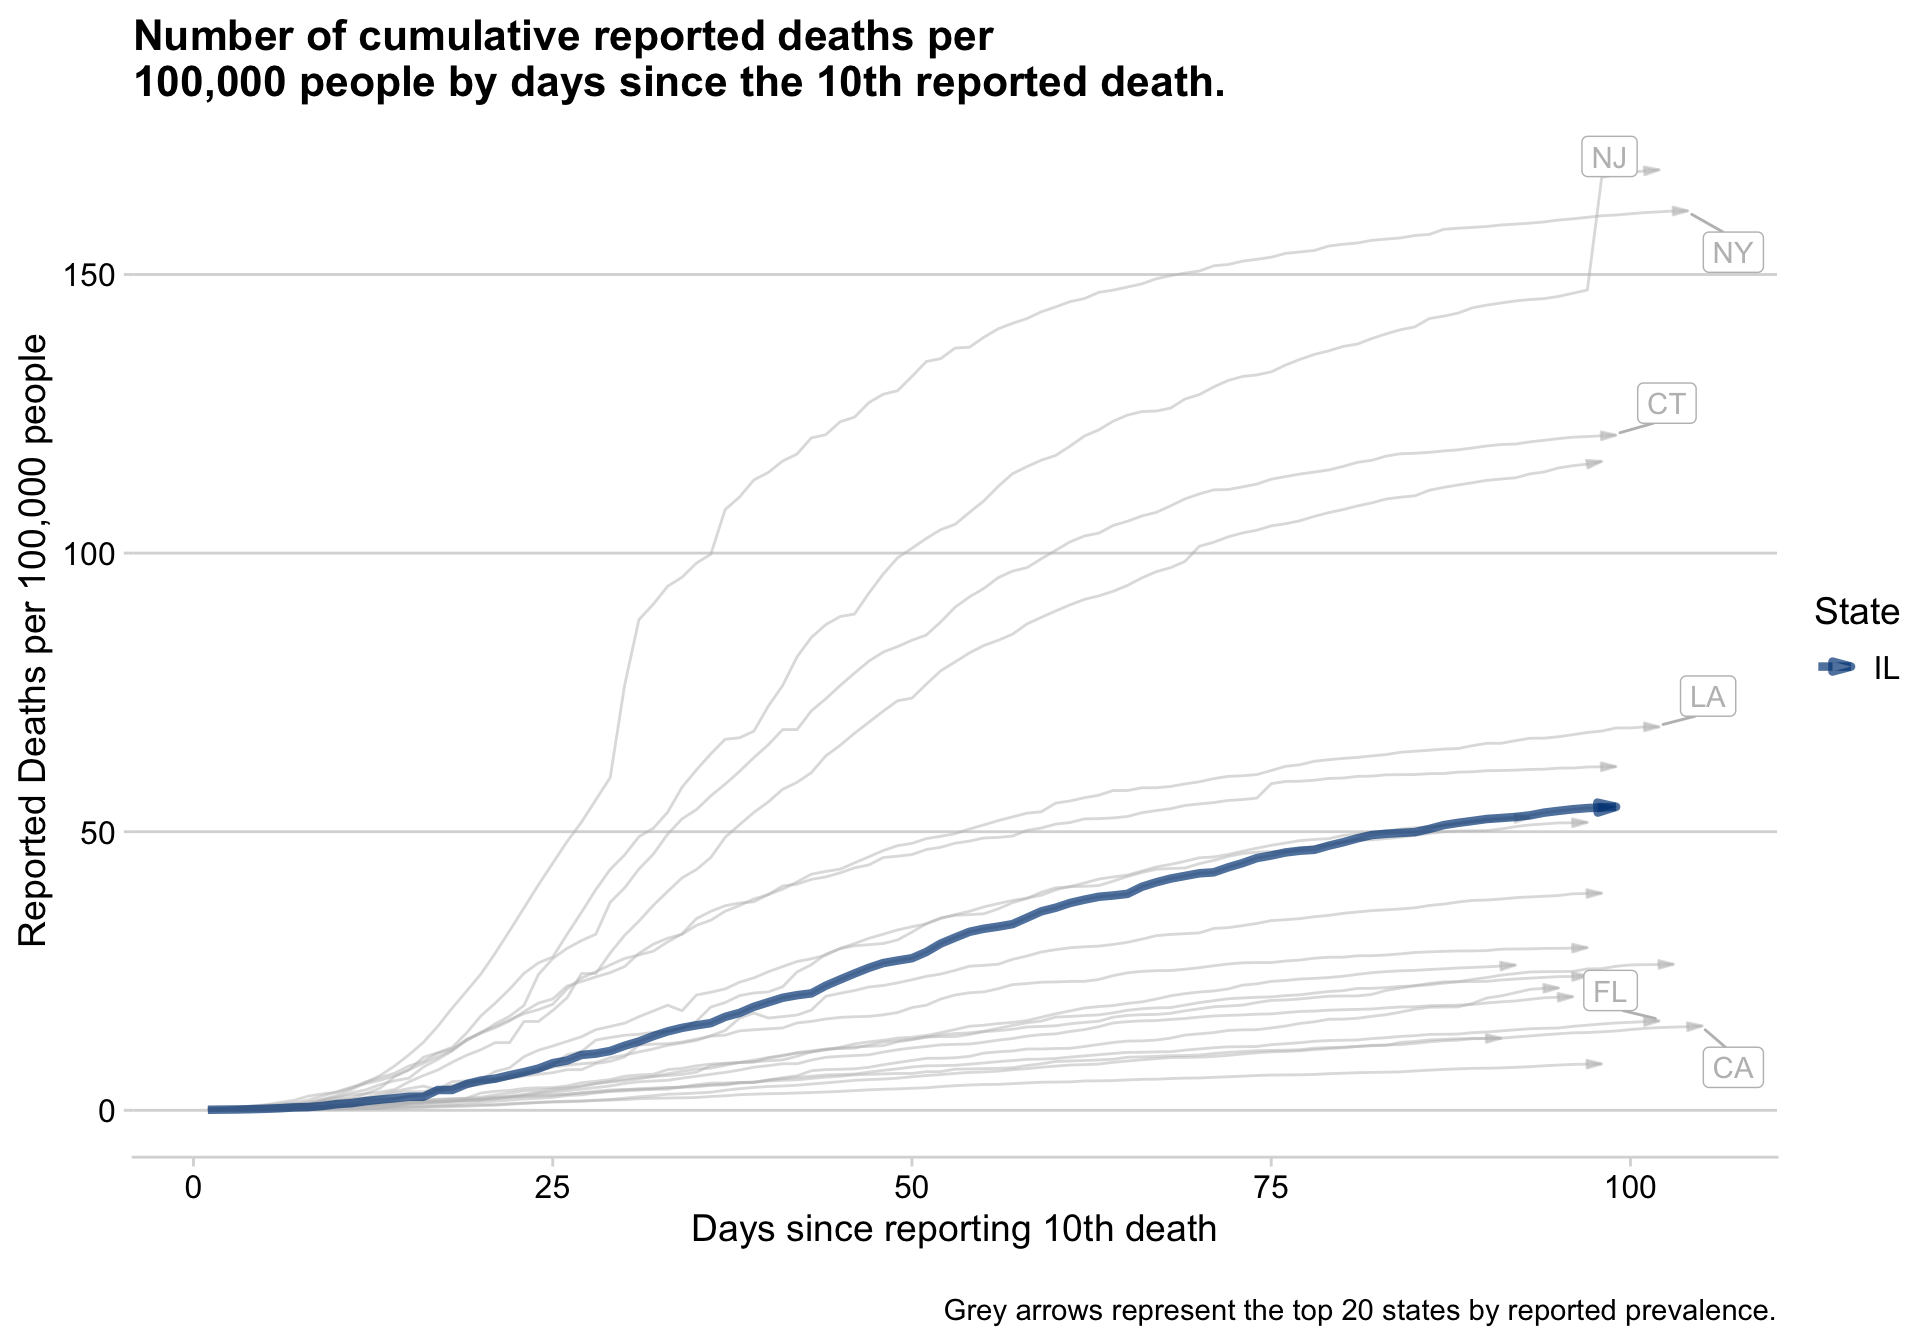 Number of cumulative reported deaths per
100,000 people by days since the 10th reported death.
Reported Deaths per 100,000 people
150
100
50
0
NJ
NY
CT
LA
FL
CA
State
IL
0 25 50 75 100
Days since reporting 10th death
Grey arrows represent the top 20 states by reported prevalence.